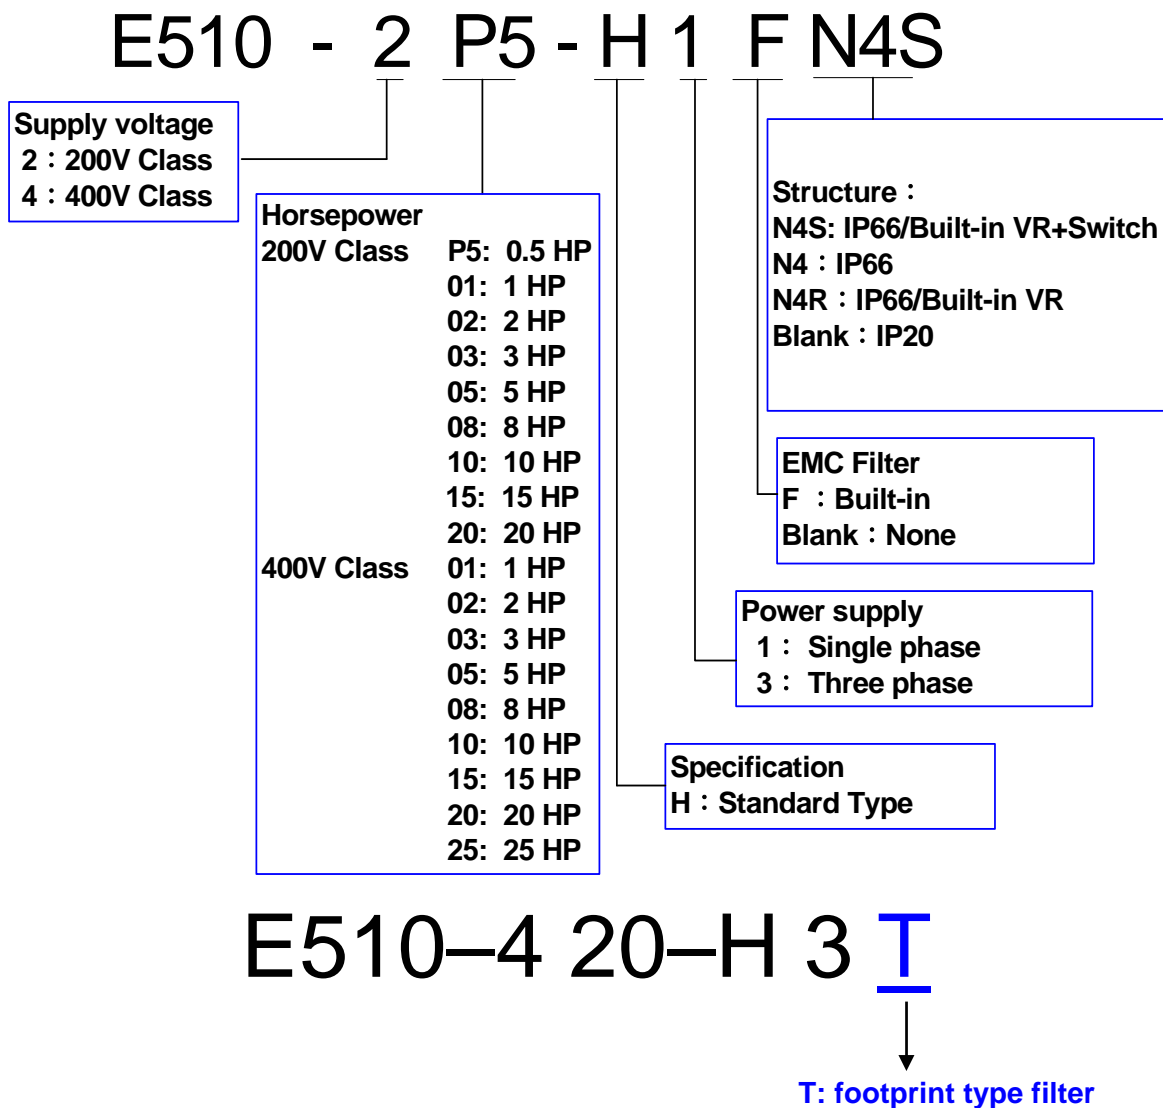 E510 - 2 P5 - H 1 F N4S
Supply voltage
2：200V Class
4：400V Class
Horsepower
200V Class P5: 0.5 HP
01: 1 HP
02: 2 HP
03: 3 HP
05: 5 HP
08: 8 HP
10: 10 HP
15: 15 HP
20: 20 HP
400V Class 01: 1 HP
02: 2 HP
03: 3 HP
05: 5 HP
08: 8 HP
10: 10 HP
15: 15 HP
20: 20 HP
25: 25 HP
Structure：
N4S: IP66/Built-in VR+Switch
N4：IP66
N4R：IP66/Built-in VR
Blank：IP20
EMC Filter
F ：Built-in
Blank：None
Power supply
1： Single phase
3： Three phase
Specification
H：Standard Type
E510–4 20–H 3 T
T: footprint type filter